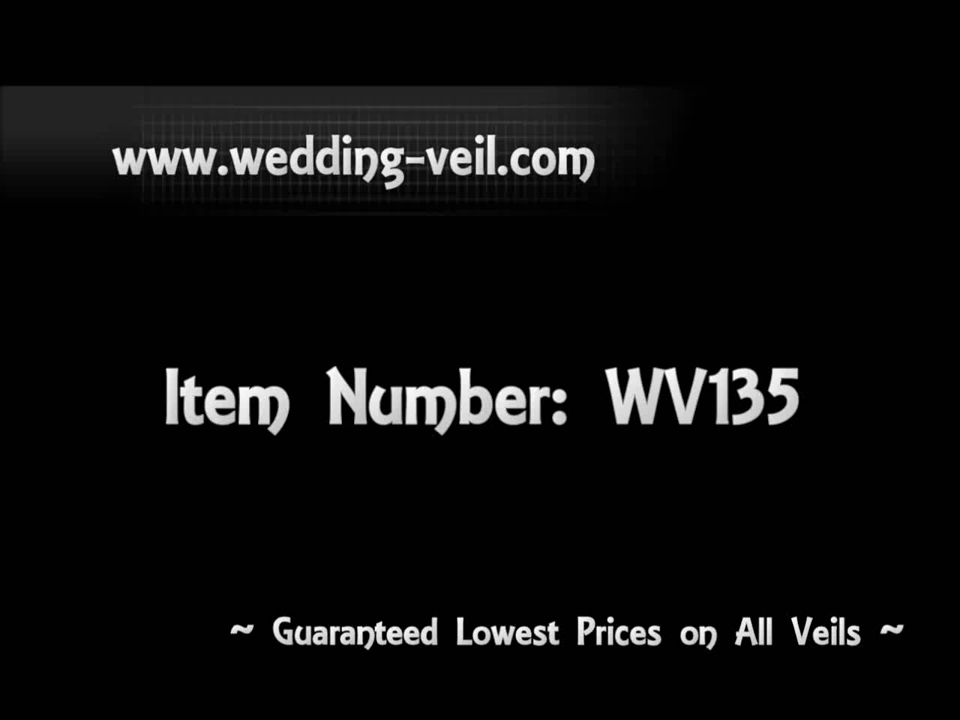 www.wedding-veil.com
Item Number: WV135
~ Guaranteed Lowest Prices on All Veils ~